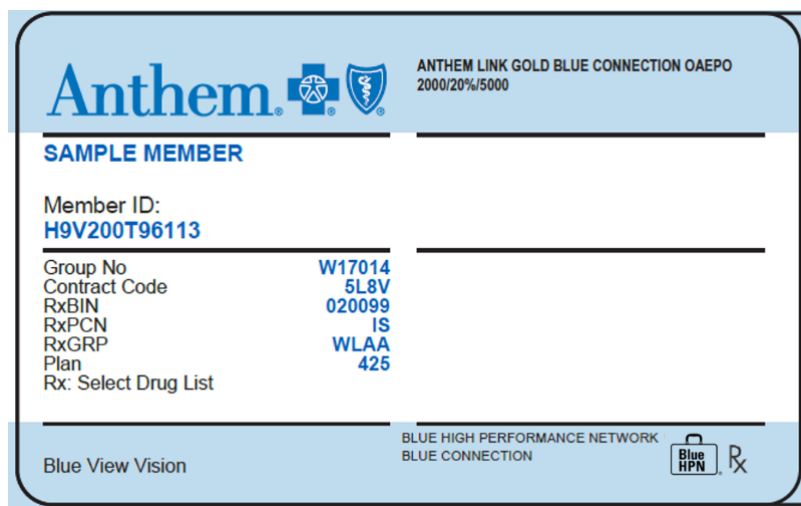 Anthem.
ANTHEM LINK GOLD BLUE CONNECTION OAEPO
2000/20%/5000
SAMPLE MEMBER
Member ID:
H9V200T96113
Group No W17014
Contract Code 5L8V
RxBIN 020099
RxPCN IS
RxGRP WLAA
Plan 425
Rx: Select Drug List
Blue View Vision
BLUE HIGH PERFORMANCE NETWORK
BLUE CONNECTION
Blue
HPN
Rx